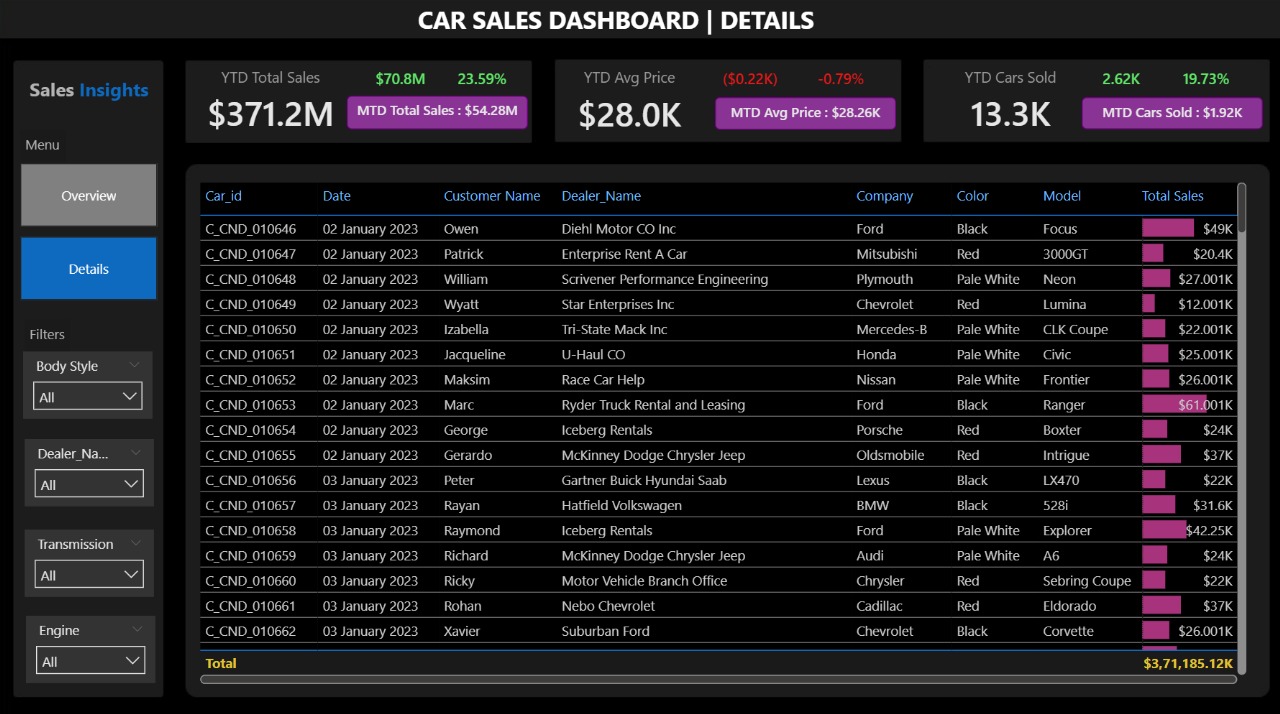 CAR SALES DASHBOARD | DETAILS
Sales Insights
Menu
Overview
Details
Filters
Body Style
All
Dealer_Na...
All
Transmission
All
Engine
All
YTD Total Sales $70.8M 23.59%
$371.2M MTD Total Sales : $54.28M
YTD Avg Price ($0.22K) -0.79%
$28.0K MTD Avg Price : $28.26K
YTD Cars Sold 2.62K 19.73%
13.3K MTD Cars Sold : $1.92K
Car_id Date Customer Name Dealer_Name Company Color Model Total Sales
C_CND_010646 02 January 2023 Owen Diehl Motor CO Inc Ford Black Focus $49K
C_CND_010647 02 January 2023 Patrick Enterprise Rent A Car Mitsubishi Red 3000GT $20.4K
C_CND_010648 02 January 2023 William Scrivener Performance Engineering Plymouth Pale White Neon $27.001K
C_CND_010649 02 January 2023 Wyatt Star Enterprises Inc Chevrolet Red Lumina $12.001K
C_CND_010650 02 January 2023 Izabella Tri-State Mack Inc Mercedes-B Pale White CLK Coupe $22.001K
C_CND_010651 02 January 2023 Jacqueline U-Haul CO Honda Pale White Civic $25.001K
C_CND_010652 02 January 2023 Maksim Race Car Help Nissan Pale White Frontier $26.001K
C_CND_010653 02 January 2023 Marc Ryder Truck Rental and Leasing Ford Black Ranger $61.001K
C_CND_010654 02 January 2023 George Iceberg Rentals Porsche Red Boxter $24K
C_CND_010655 02 January 2023 Gerardo McKinney Dodge Chrysler Jeep Oldsmobile Red Intrigue $37K
C_CND_010656 03 January 2023 Peter Gartner Buick Hyundai Saab Lexus Black LX470 $22K
C_CND_010657 03 January 2023 Rayan Hatfield Volkswagen BMW Black 528i $31.6K
C_CND_010658 03 January 2023 Raymond Iceberg Rentals Ford Pale White Explorer $42.25K
C_CND_010659 03 January 2023 Richard McKinney Dodge Chrysler Jeep Audi Pale White A6 $24K
C_CND_010660 03 January 2023 Ricky Motor Vehicle Branch Office Chrysler Red Sebring Coupe $22K
C_CND_010661 03 January 2023 Rohan Nebo Chevrolet Cadillac Red Eldorado $37K
C_CND_010662 03 January 2023 Xavier Suburban Ford Chevrolet Black Corvette $26.001K
Total $3,71,185.12K